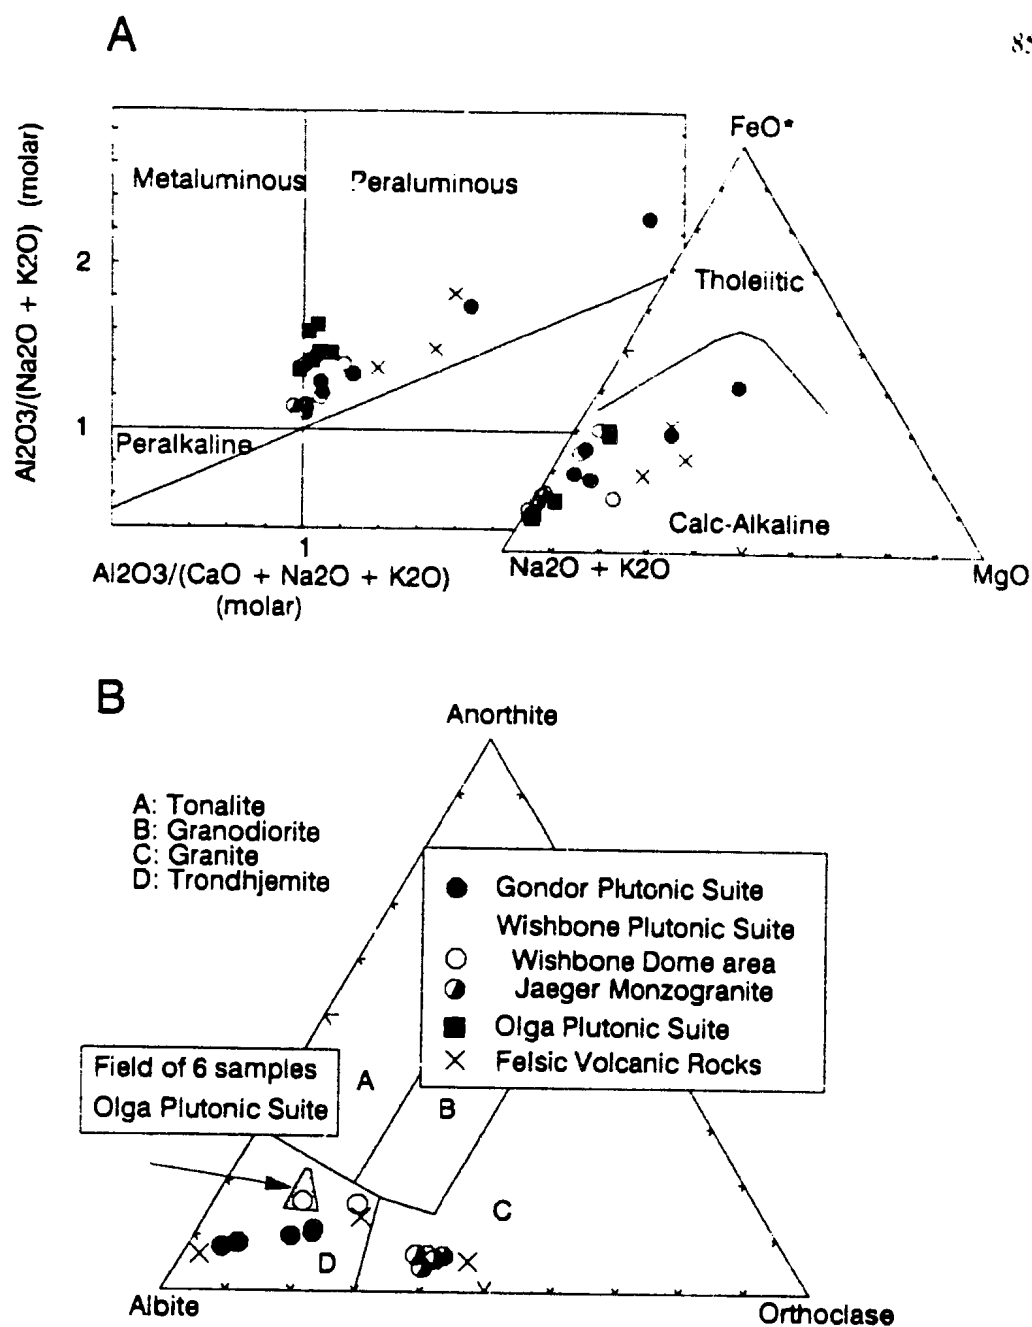 A
Al2O3/(Na2O + K2O) (molar)
Metaluminous
Peraluminous
2
1
Peralkaline
1
Al2O3/(CaO + Na2O + K2O)
(molar)
FeO*
Tholeiitic
Calc-Alkaline
Na2O + K2O
MgO
B
Anorthite
A: Tonalite
B: Granodiorite
C: Granite
D: Trondhjemite
Gondor Plutonic Suite
Wishbone Plutonic Suite
Wishbone Dome area
Jaeger Monzogranite
Olga Plutonic Suite
Felsic Volcanic Rocks
Field of 6 samples
Olga Plutonic Suite
A
B
C
D
Albite
Orthoclase